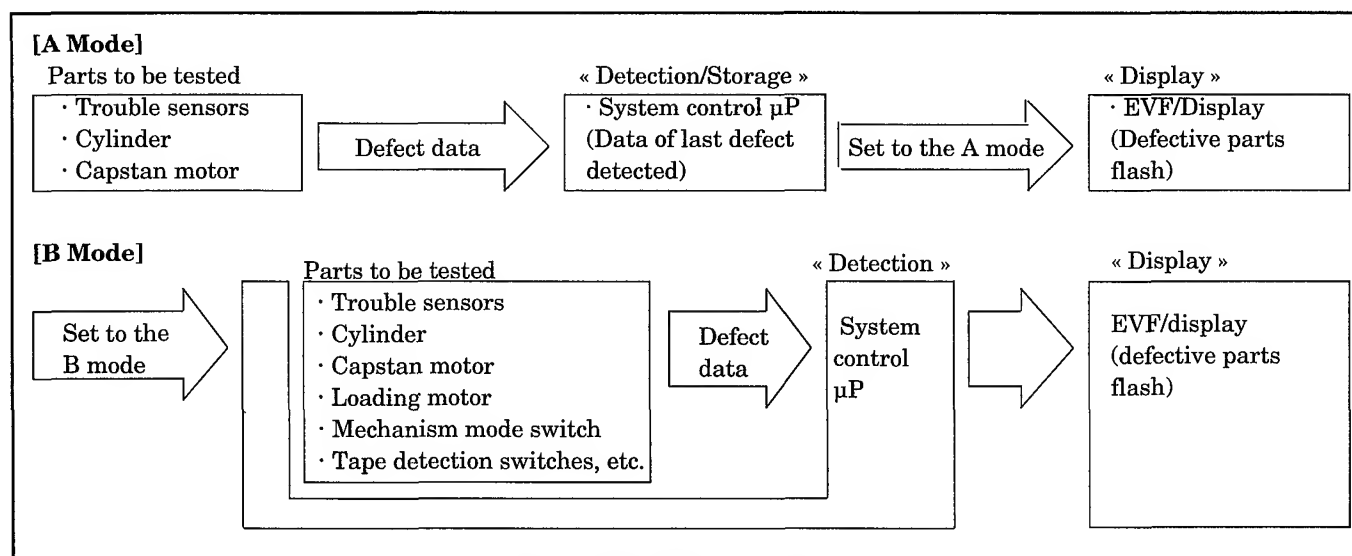 [A Mode]
Parts to be tested
· Trouble sensors
· Cylinder
· Capstan motor
Defect data
« Detection/Storage »
· System control µP
(Data of last defect
detected)
Set to the A mode
« Display »
· EVF/Display
(Defective parts
flash)
[B Mode]
Set to the
B mode
Parts to be tested
· Trouble sensors
· Cylinder
· Capstan motor
· Loading motor
· Mechanism mode switch
· Tape detection switches, etc.
Defect
data
« Detection »
System
control
µP
« Display »
EVF/display
(defective parts
flash)